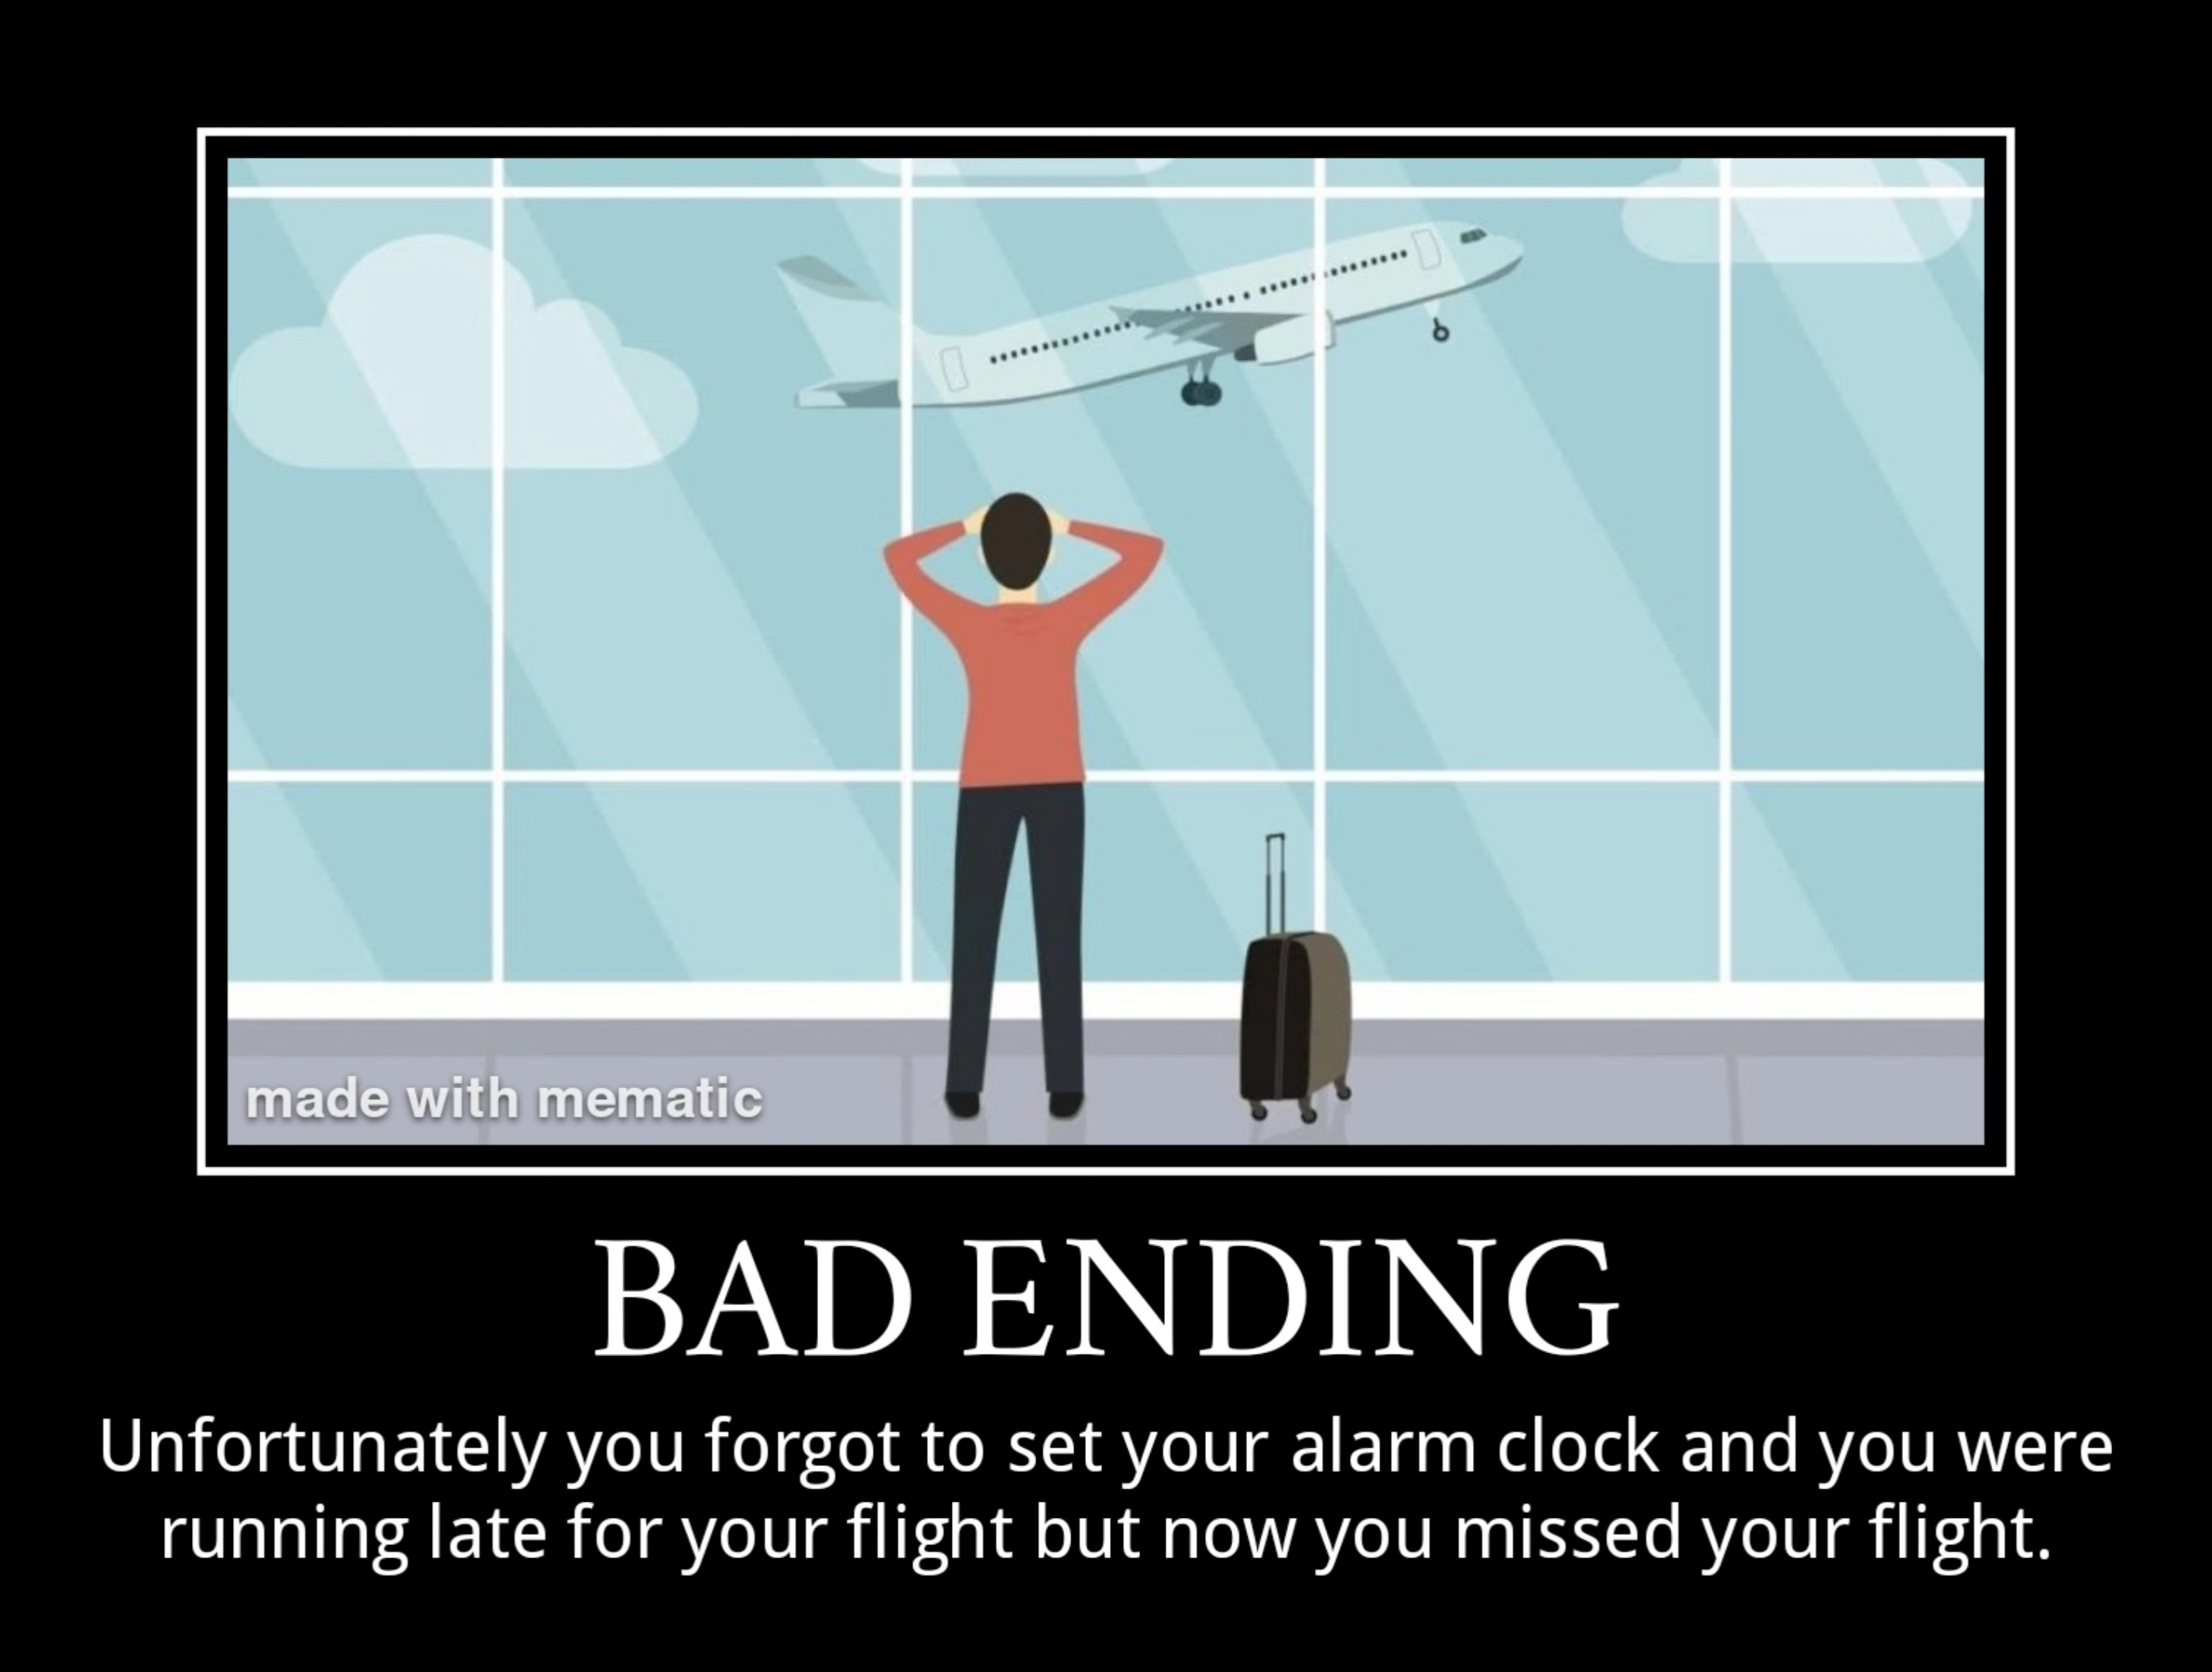 made with mematic
BAD ENDING
Unfortunately you forgot to set your alarm clock and you were
running late for your flight but now you missed your flight.